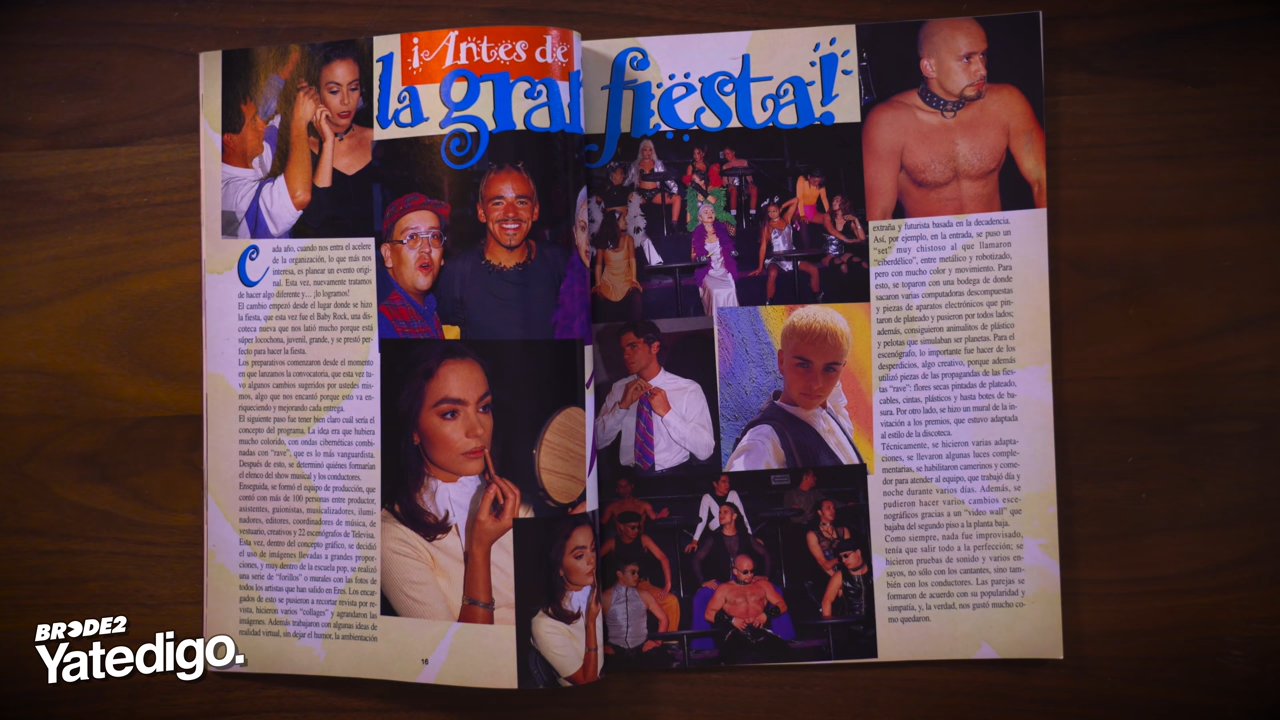 ¡Antes de
la gran fiesta!
Cada año, cuando nos entra el acelere
de la organización, lo que más nos
interesa, es planear un evento origi-
nal. Esta vez, nuevamente tratamos
de hacer algo diferente y... ¡lo logramos!
El cambio empezó desde el lugar donde se hizo
la fiesta, que esta vez fue el Baby Rock, una dis-
coteca nueva que nos latió mucho porque está
súper locochona, juvenil, grande, y se prestó per-
fecto para hacer la fiesta.
Los preparativos comenzaron desde el momento
en que lanzamos la convocatoria, que esta vez tu-
vo algunos cambios sugeridos por ustedes mis-
mos, algo que nos encantó porque esto va en-
riqueciendo y mejorando cada entrega.
El siguiente paso fue tener bien claro cuál sería el
concepto del programa. La idea era que hubiera
mucho colorido, con ondas cibernéticas combi-
nadas con "rave", que es lo más vanguardista.
Después de esto, se determinó quiénes formarían
el elenco del show musical y los conductores.
Enseguida, se formó el equipo de producción, que
contó con más de 100 personas entre productor,
asistentes, guionistas, musicalizadores, ilumi-
nadores, editores, coordinadores de música, de
vestuario, creativos y 22 escenógrafos de Televisa.
Esta vez, dentro del concepto gráfico, se decidió
el uso de imágenes llevadas a grandes propor-
ciones, y muy dentro de la escuela pop, se realizó
una serie de "forillos" o murales con las fotos de
todos los artistas que han salido en Eres. Los encar-
gados de esto se pusieron a recortar revista por re-
vista, hicieron varios "collages" y agrandaron las
imágenes. Además trabajaron con algunas ideas de
realidad virtual, sin dejar el humor, la ambientación
16
extraña y futurista basada en la decadencia.
Así, por ejemplo, en la entrada, se puso un
"set" muy chistoso al que llamaron
"ciberdélico", entre metálico y robotizado,
pero con mucho color y movimiento. Para
esto, se toparon con una bodega de donde
sacaron varias computadoras descompuestas
y piezas de aparatos electrónicos que pin-
taron de plateado y pusieron por todos lados;
además, consiguieron animalitos de plástico
y pelotas que simulaban ser planetas. Para el
escenógrafo, lo importante fue hacer de los
desperdicios, algo creativo, porque además
utilizó piezas de las propagandas de las fies-
tas "rave": flores secas pintadas de plateado,
cables, cintas, plásticos y hasta botes de ba-
sura. Por otro lado, se hizo un mural de la in-
vitación a los premios, que estuvo adaptada
al estilo de la discoteca.
Técnicamente, se hicieron varias adapta-
ciones, se llevaron algunas luces comple-
mentarias, se habilitaron camerinos y come-
dor para atender al equipo, que trabajó día y
noche durante varios días. Además, se
pudieron hacer varios cambios esce-
nográficos gracias a un "video wall" que
bajaba del segundo piso a la planta baja.
Como siempre, nada fue improvisado,
tenía que salir todo a la perfección; se
hicieron pruebas de sonido y varios en-
sayos, no sólo con los cantantes, sino tam-
bién con los conductores. Las parejas se
formaron de acuerdo con su popularidad y
simpatía, y, la verdad, nos gustó mucho có-
mo quedaron.
BRODE2
Yatedigo.